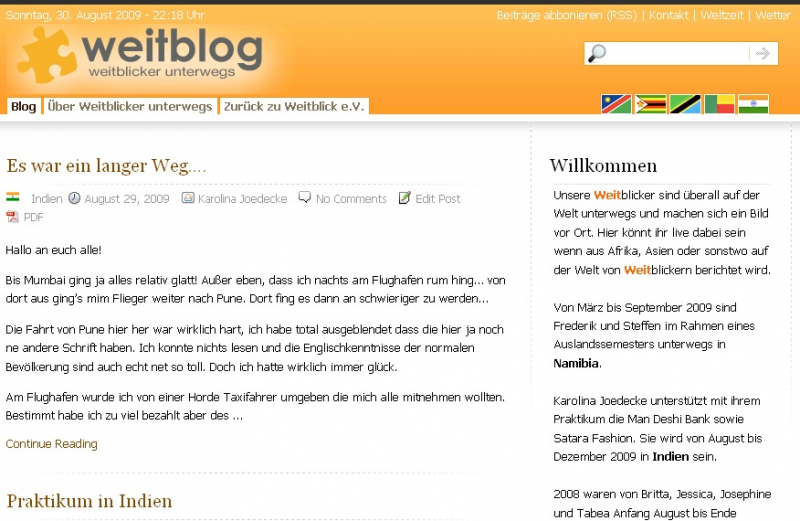 Sonntag, 30. August 2009 - 22:18 Uhr
Beiträge abbonieren (RSS) | Kontakt | Weltzeit | Wetter
weitblog
weitblicker unterwegs
Blog
Über Weitblicker unterwegs
Zurück zu Weitblick e.V.
Es war ein langer Weg....
Indien August 29, 2009 Karolina Joedecke No Comments Edit Post
PDF
Hallo an euch alle!
Bis Mumbai ging ja alles relativ glatt! Außer eben, dass ich nachts am Flughafen rum hing... von
dort aus ging's mim Flieger weiter nach Pune. Dort fing es dann an schwieriger zu werden...
Die Fahrt von Pune hier her war wirklich hart, ich habe total ausgeblendet dass die hier ja noch
ne andere Schrift haben. Ich konnte nichts lesen und die Englischkenntnisse der normalen
Bevölkerung sind auch echt net so toll. Doch ich hatte wirklich immer glück.
Am Flughafen wurde ich von einer Horde Taxifahrer umgeben die mich alle mitnehmen wollten.
Bestimmt habe ich zu viel bezahlt aber des ...
Continue Reading
Praktikum in Indien
Willkommen
Unsere Weitblicker sind überall auf der
Welt unterwegs und machen sich ein Bild
vor Ort. Hier könnt ihr live dabei sein
wenn aus Afrika, Asien oder sonstwo auf
der Welt von Weitblickern berichtet wird.
Von März bis September 2009 sind
Frederik und Steffen im Rahmen eines
Auslandssemesters unterwegs in
Namibia.
Karolina Joedecke unterstützt mit ihrem
Praktikum die Man Deshi Bank sowie
Satara Fashion. Sie wird von August bis
Dezember 2009 in Indien sein.
2008 waren von Britta, Jessica, Josephine
und Tabea Anfang August bis Ende